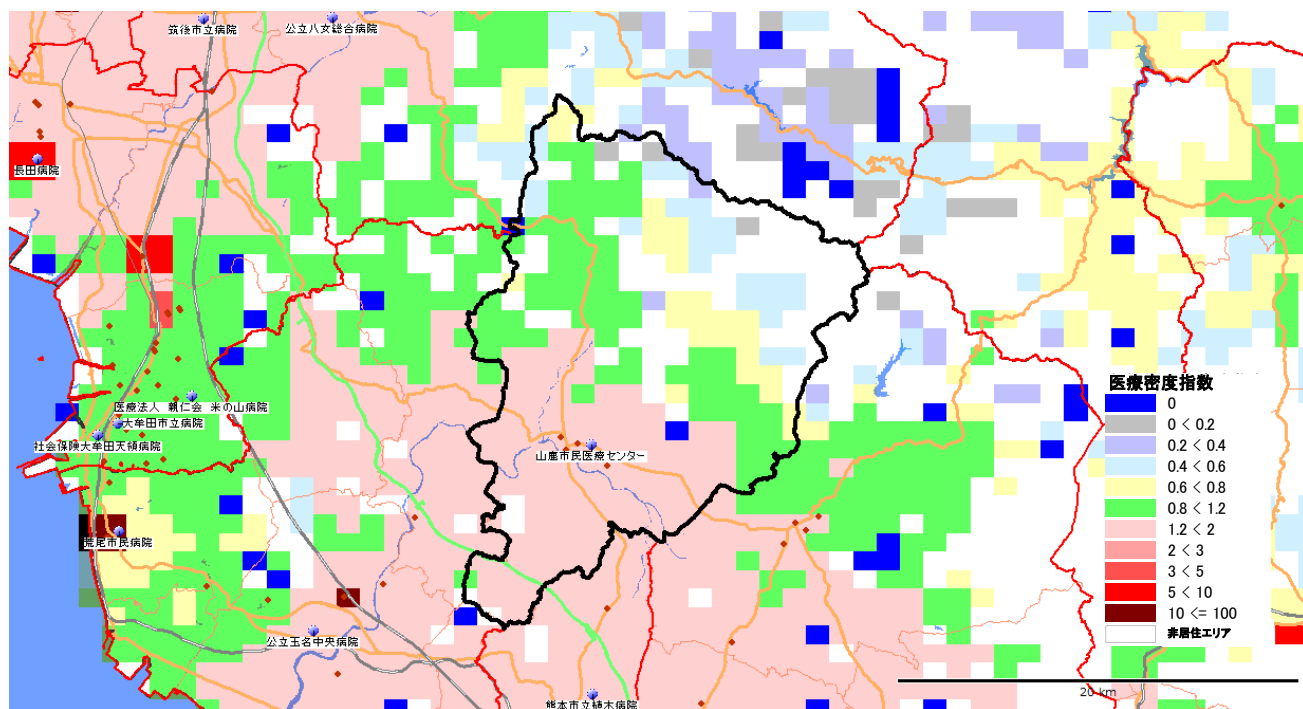 筑後市立病院
公立八女総合病院
長田病院
医療法人 親仁会 米の山病院
大牟田市立病院
社会保険大牟田天領病院
山鹿市民医療センター
荒尾市民病院
公立玉名中央病院
熊本市立植木病院
医療密度指数
0
0 < 0.2
0.2 < 0.4
0.4 < 0.6
0.6 < 0.8
0.8 < 1.2
1.2 < 2
2 < 3
3 < 5
5 < 10
10 <= 100
非居住エリア
20 km